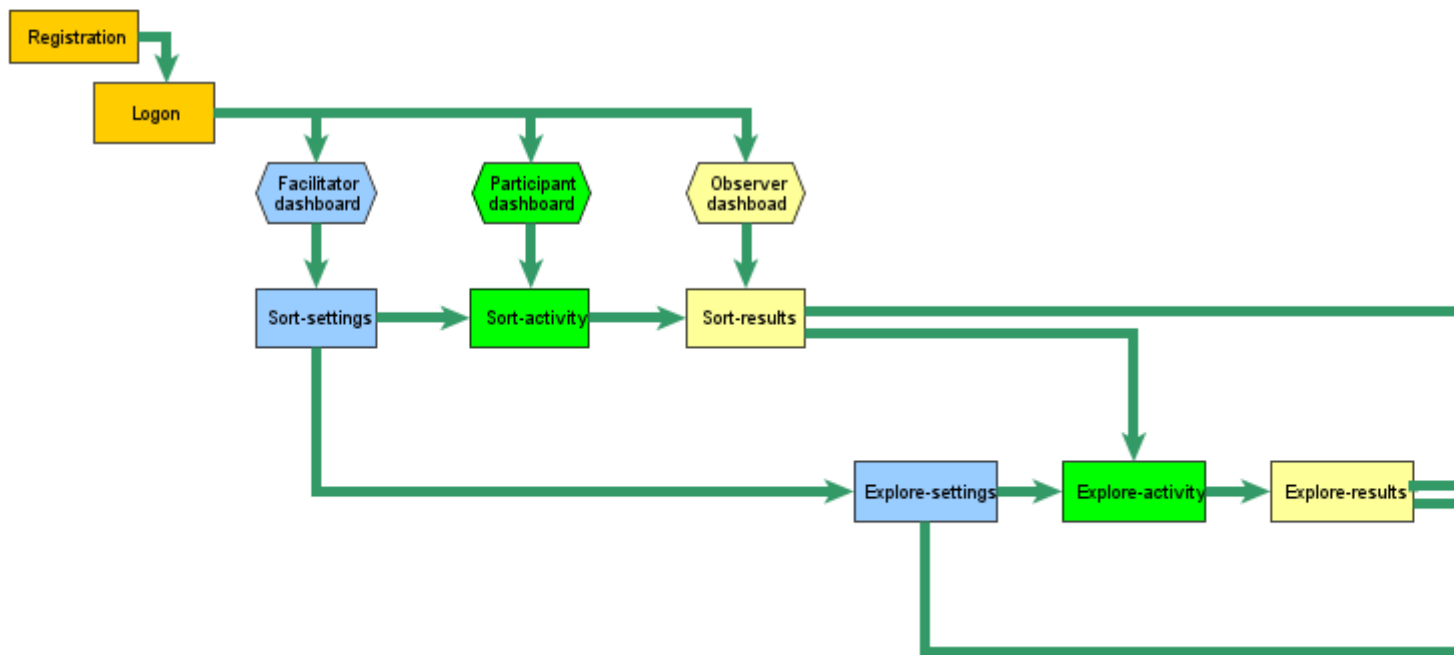 Registration
Logon
Facilitator
dashboard
Participant
dashboard
Observer
dashboad
Sort-settings
Sort-activity
Sort-results
Explore-settings
Explore-activity
Explore-results